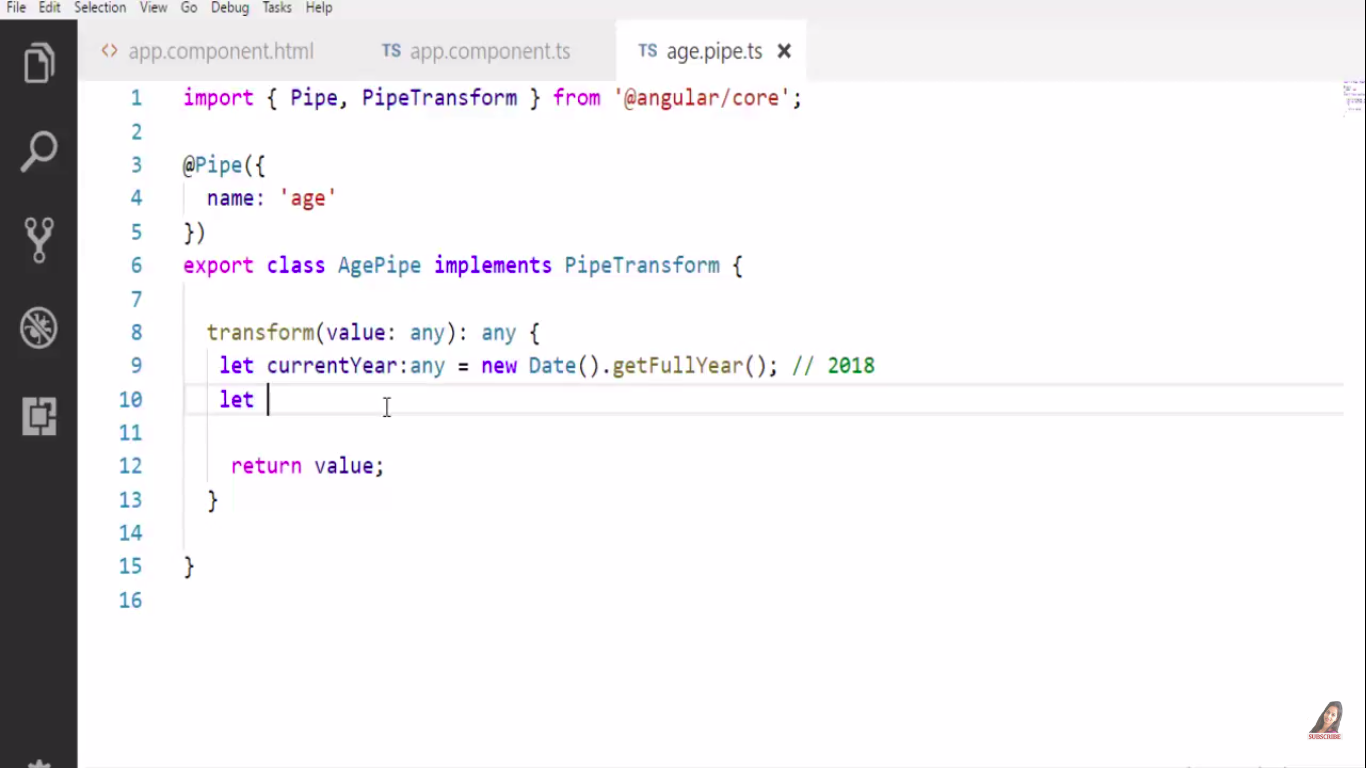 File Edit Selection View Go Debug Tasks Help
<> app.component.html TS app.component.ts TS age.pipe.ts ×
1 import { Pipe, PipeTransform } from '@angular/core';
2
3 @Pipe({
4 name: 'age'
5 })
6 export class AgePipe implements PipeTransform {
7
8 transform(value: any): any {
9 let currentYear:any = new Date().getFullYear(); // 2018
10 let
11
12 return value;
13 }
14
15 }
16
SUBSCRIBE